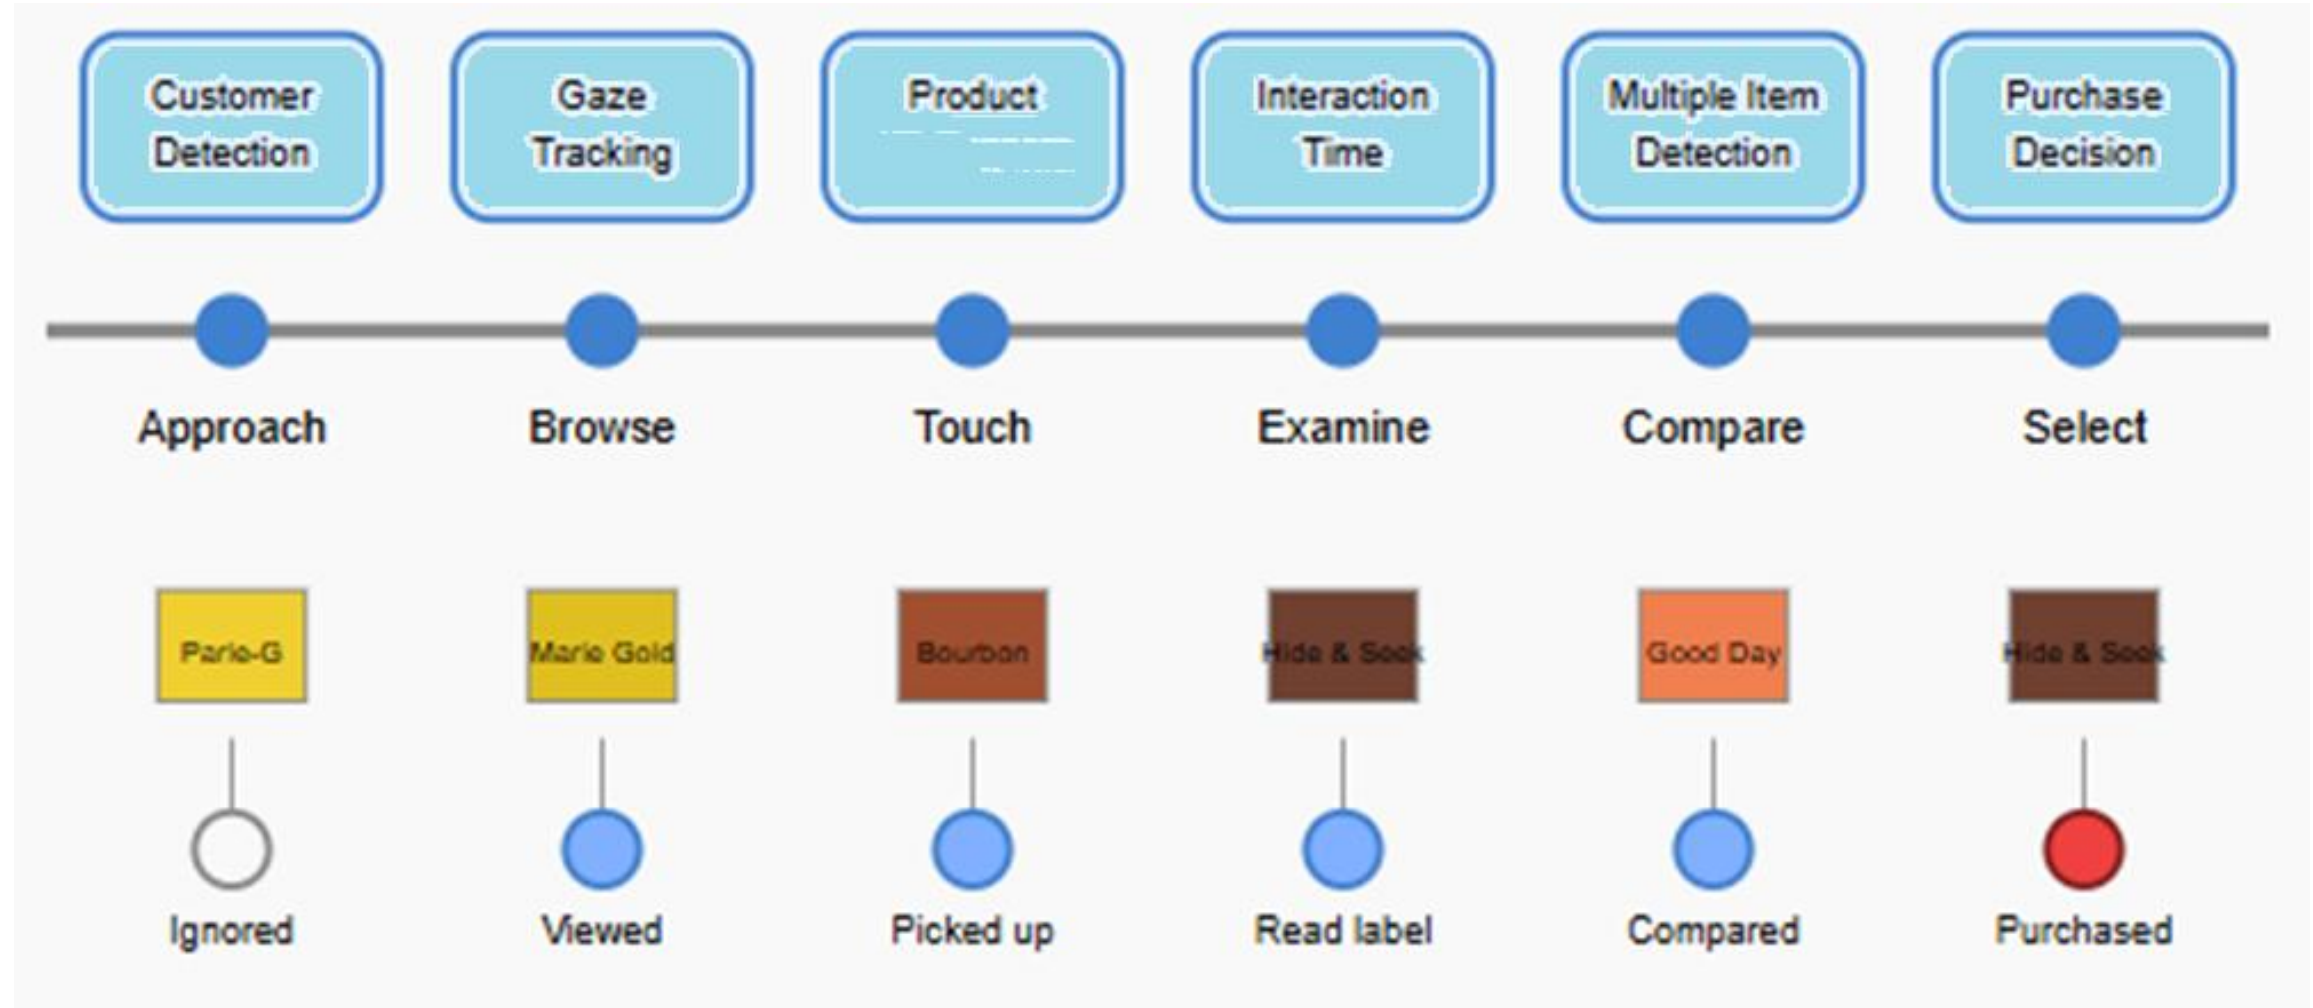 Customer
Detection
Gaze
Tracking
Product
Interaction
Time
Multiple Item
Detection
Purchase
Decision
Approach
Browse
Touch
Examine
Compare
Select
Parle-G
Marie Gold
Bourbon
Hide & Seek
Good Day
Hide & Seek
Ignored
Viewed
Picked up
Read label
Compared
Purchased